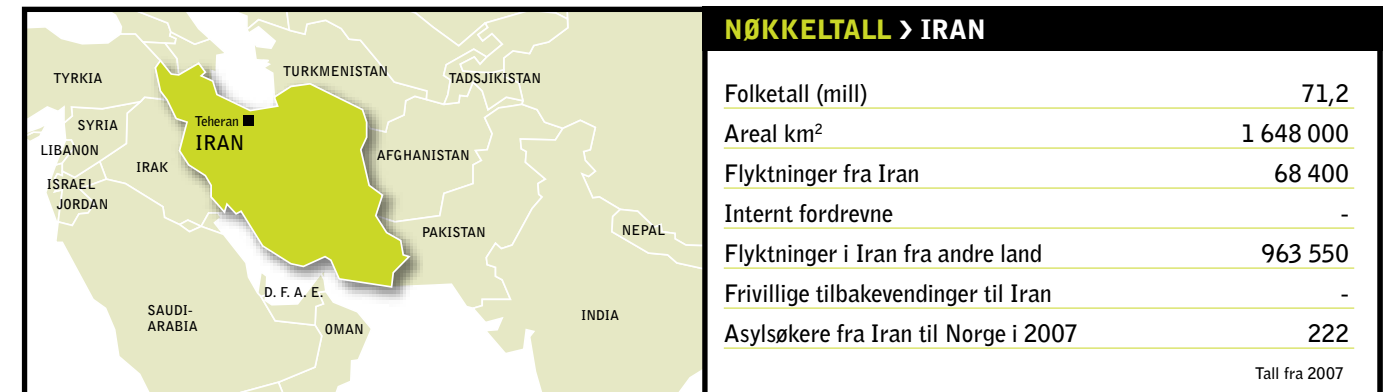 TYRKIA
TURKMENISTAN
TADSJIKISTAN
SYRIA
Teheran
IRAN
LIBANON
IRAK
AFGHANISTAN
ISRAEL
JORDAN
PAKISTAN
NEPAL
D. F. A. E.
SAUDI-
ARABIA
OMAN
INDIA
NØKKELTALL > IRAN
Folketall (mill) 71,2
Areal km² 1 648 000
Flyktninger fra Iran 68 400
Internt fordrevne -
Flyktninger i Iran fra andre land 963 550
Frivillige tilbakevendinger til Iran -
Asylsøkere fra Iran til Norge i 2007 222
Tall fra 2007